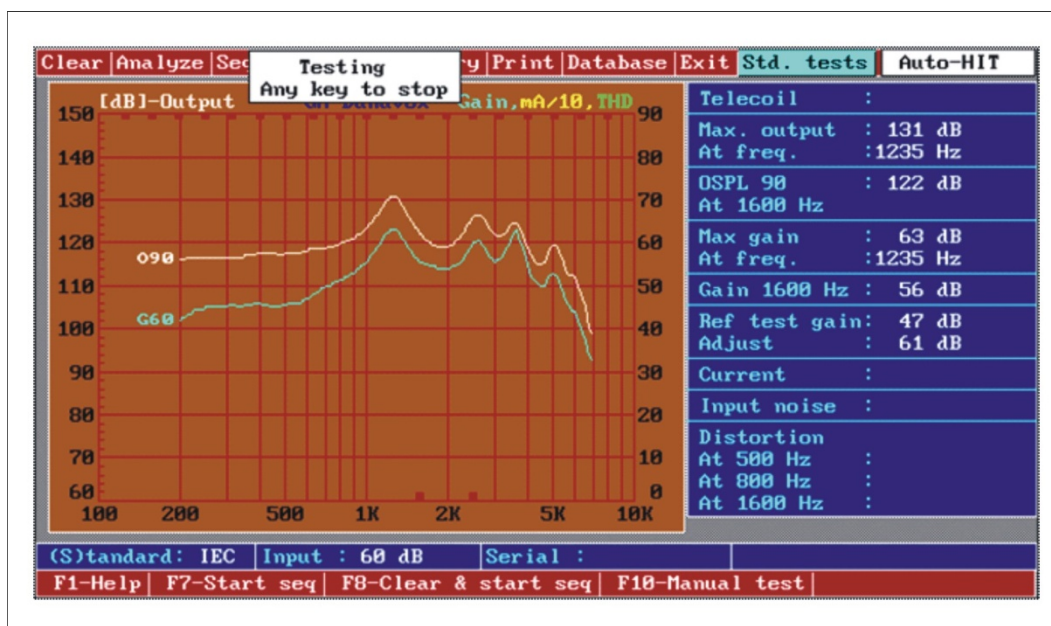 Clear|Analyze|Se
y|Print|Database|Exit
Std. tests
Auto-HIT
Testing
Any key to stop
[dB]-Output
Gain,mA/10,THD
150
140
130
120
110
100
90
80
70
60
90
80
70
60
50
40
30
20
10
0
O90
G60
100 200 500 1K 2K 5K 10K
Telecoil :
Max. output : 131 dB
At freq. :1235 Hz
OSPL 90 : 122 dB
At 1600 Hz
Max gain : 63 dB
At freq. :1235 Hz
Gain 1600 Hz : 56 dB
Ref test gain: 47 dB
Adjust : 61 dB
Current :
Input noise :
Distortion
At 500 Hz :
At 800 Hz :
At 1600 Hz :
(S)tandard: IEC
Input : 60 dB
Serial :
F1-Help| F7-Start seq| F8-Clear & start seq| F10-Manual test|